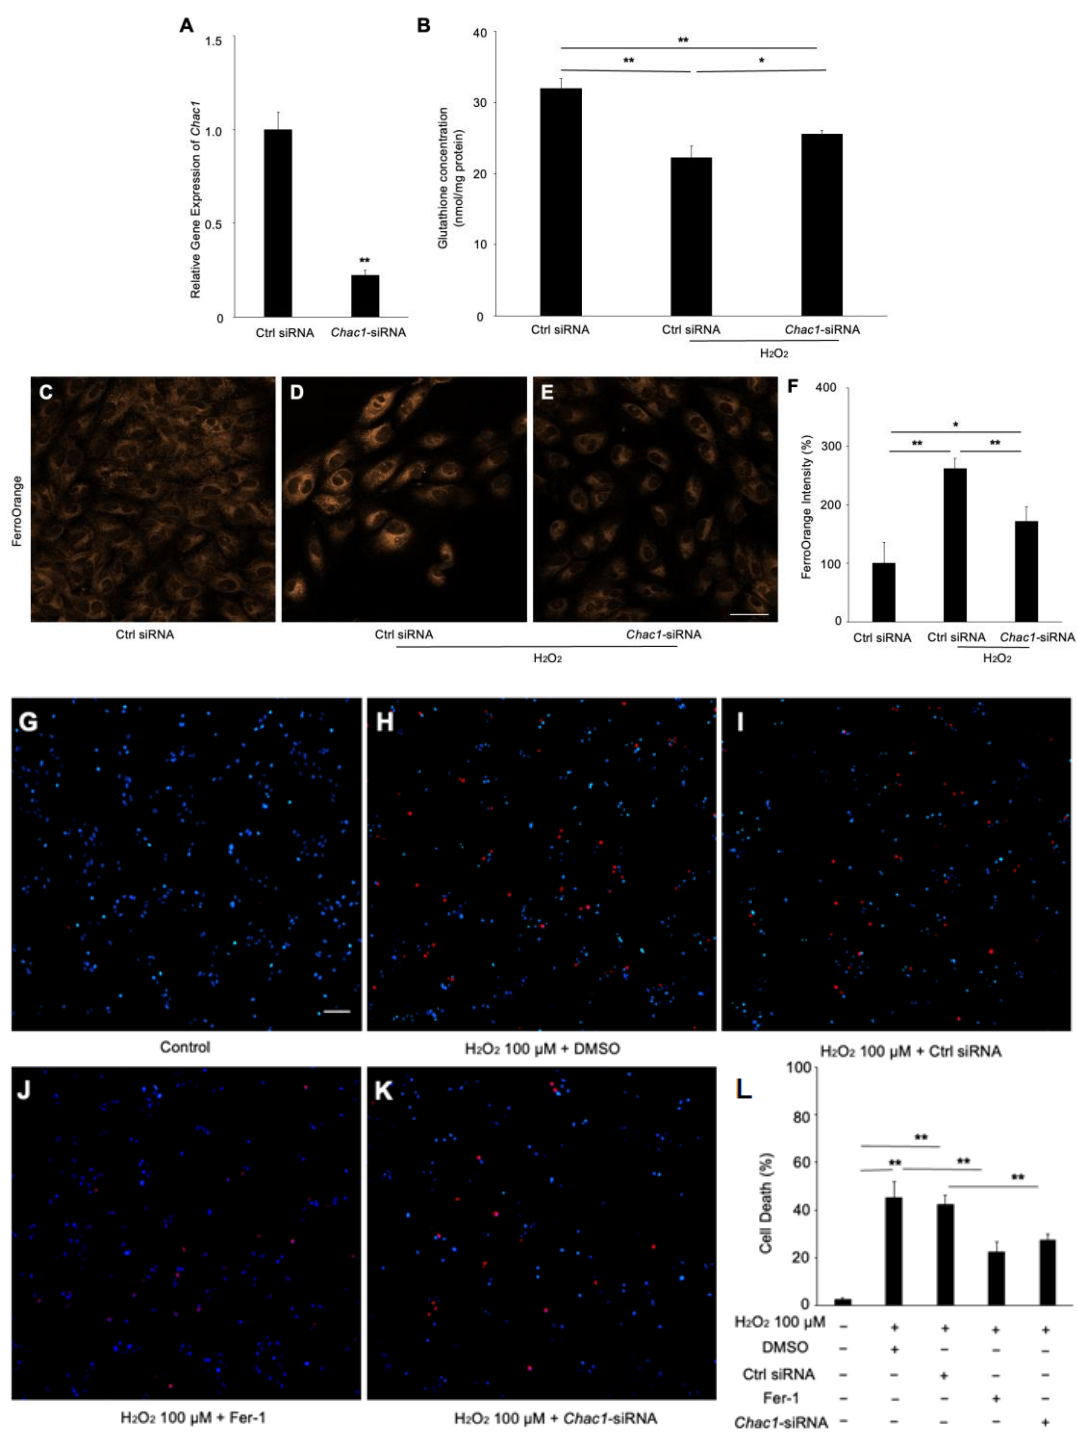 A
1.5
1.0
0.5
0
Relative Gene Expression of Chac1
**
Ctrl siRNA
Chac1-siRNA
B
40
30
20
10
0
Glutathione concentration
(nmol/mg protein)
**
**
*
Ctrl siRNA
Ctrl siRNA
Chac1-siRNA
H2O2
FerroOrange
C
D
E
Ctrl siRNA
Ctrl siRNA
Chac1-siRNA
H2O2
F
400
300
200
100
0
FerroOrange Intensity (%)
*
**
**
Ctrl siRNA
Ctrl siRNA
Chac1-siRNA
H2O2
G
Control
H
H2O2 100 µM + DMSO
I
H2O2 100 µM + Ctrl siRNA
J
H2O2 100 µM + Fer-1
K
H2O2 100 µM + Chac1-siRNA
L
100
80
60
40
20
0
Cell Death (%)
**
**
**
**
H2O2 100 µM – + + + +
DMSO – + – – –
Ctrl siRNA – – + – –
Fer-1 – – – + –
Chac1-siRNA – – – – +